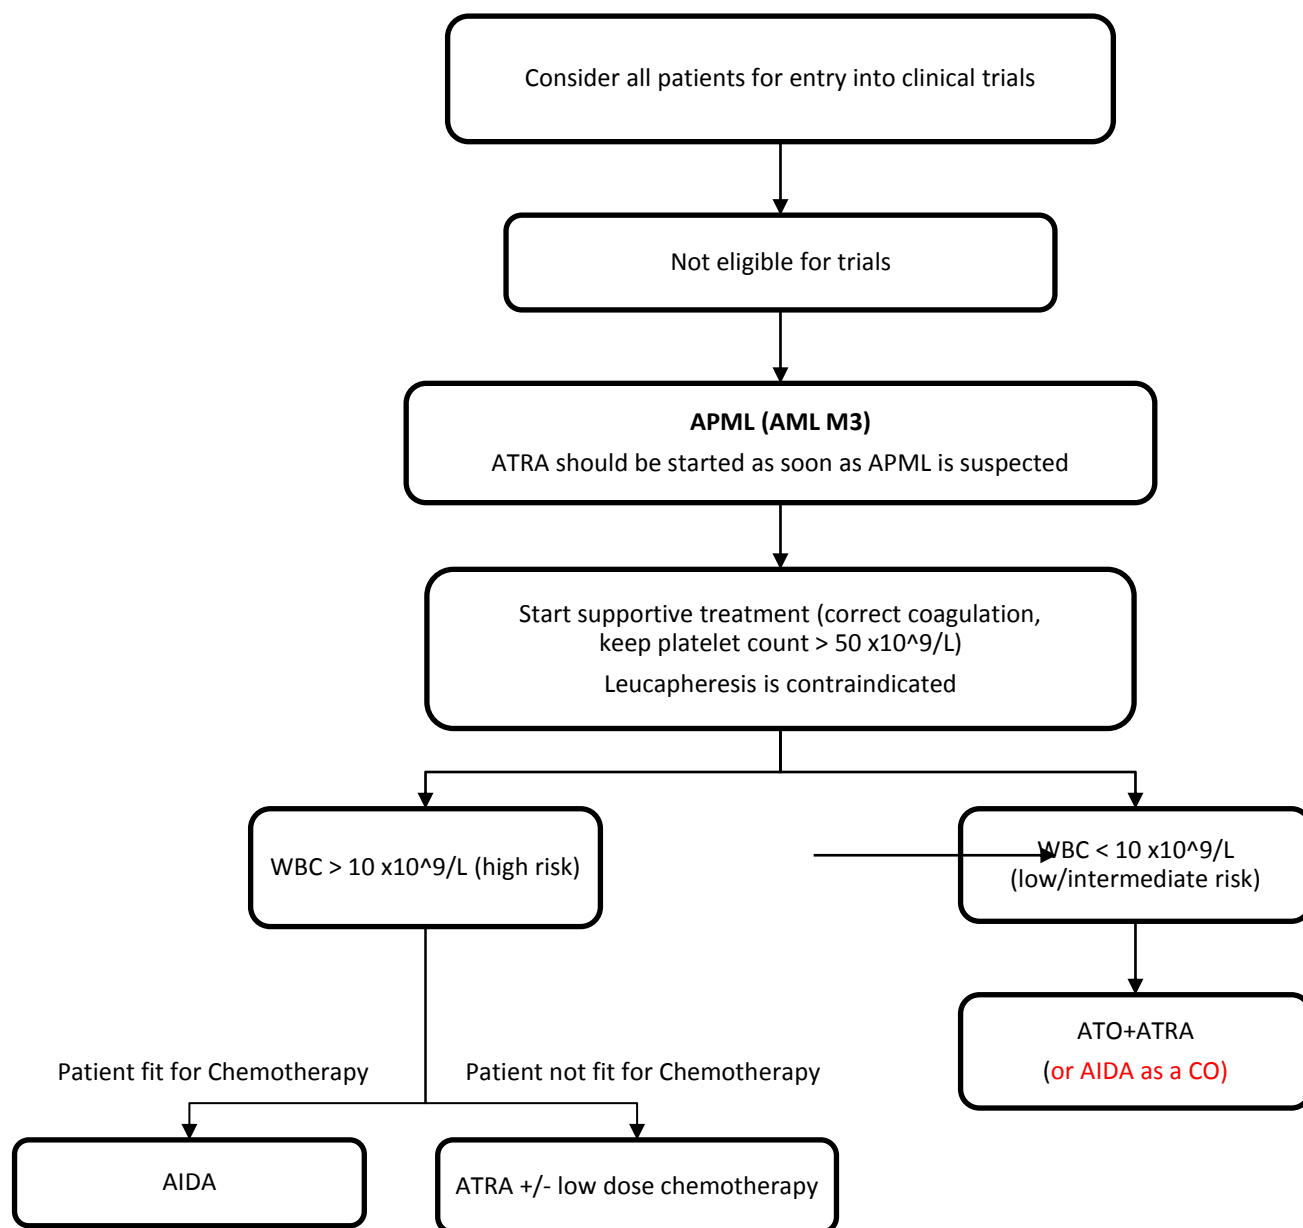 Consider all patients for entry into clinical trials
Not eligible for trials
APML (AML M3)
ATRA should be started as soon as APML is suspected
Start supportive treatment (correct coagulation,
keep platelet count > 50 x10^9/L)
Leucapheresis is contraindicated
WBC > 10 x10^9/L (high risk)
WBC < 10 x10^9/L
(low/intermediate risk)
ATO+ATRA
(or AIDA as a CO)
Patient fit for Chemotherapy
Patient not fit for Chemotherapy
AIDA
ATRA +/- low dose chemotherapy